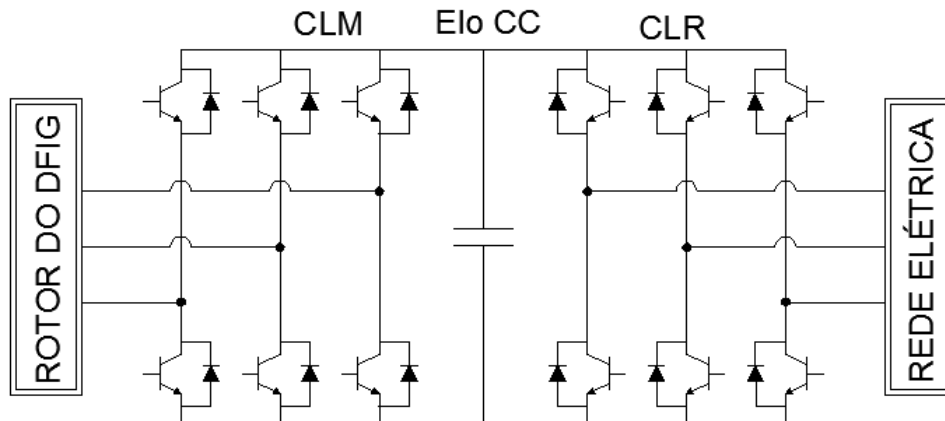 CLM
Elo CC
CLR
ROTOR DO DFIG
REDE ELÉTRICA